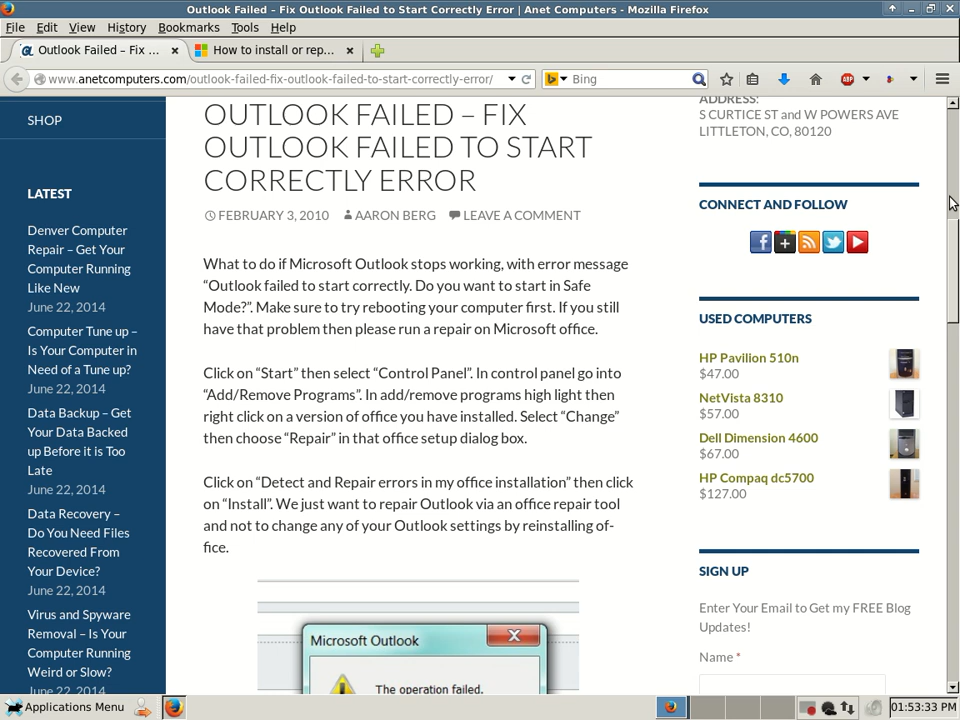 Outlook Failed – Fix Outlook Failed to Start Correctly Error | Anet Computers - Mozilla Firefox
File Edit View History Bookmarks Tools Help
Outlook Failed – Fix ...
How to install or rep...
www.anetcomputers.com/outlook-failed-fix-outlook-failed-to-start-correctly-error/
Bing
ABP
SHOP
LATEST
Denver Computer
Repair – Get Your
Computer Running
Like New
June 22, 2014
Computer Tune up –
Is Your Computer in
Need of a Tune up?
June 22, 2014
Data Backup – Get
Your Data Backed
up Before it is Too
Late
June 22, 2014
Data Recovery –
Do You Need Files
Recovered From
Your Device?
June 22, 2014
Virus and Spyware
Removal – Is Your
Computer Running
Weird or Slow?
June 22, 2014
OUTLOOK FAILED – FIX
OUTLOOK FAILED TO START
CORRECTLY ERROR
FEBRUARY 3, 2010 AARON BERG LEAVE A COMMENT
What to do if Microsoft Outlook stops working, with error message
“Outlook failed to start correctly. Do you want to start in Safe
Mode?”. Make sure to try rebooting your computer first. If you still
have that problem then please run a repair on Microsoft office.
Click on “Start” then select “Control Panel”. In control panel go into
“Add/Remove Programs”. In add/remove programs high light then
right click on a version of office you have installed. Select “Change”
then choose “Repair” in that office setup dialog box.
Click on “Detect and Repair errors in my office installation” then click
on “Install”. We just want to repair Outlook via an office repair tool
and not to change any of your Outlook settings by reinstalling of-
fice.
Microsoft Outlook
The operation failed.
ADDRESS:
S CURTICE ST and W POWERS AVE
LITTLETON, CO, 80120
CONNECT AND FOLLOW
USED COMPUTERS
HP Pavilion 510n
$47.00
NetVista 8310
$57.00
Dell Dimension 4600
$67.00
HP Compaq dc5700
$127.00
SIGN UP
Enter Your Email to Get my FREE Blog
Updates!
Name *
Applications Menu
01:53:33 PM